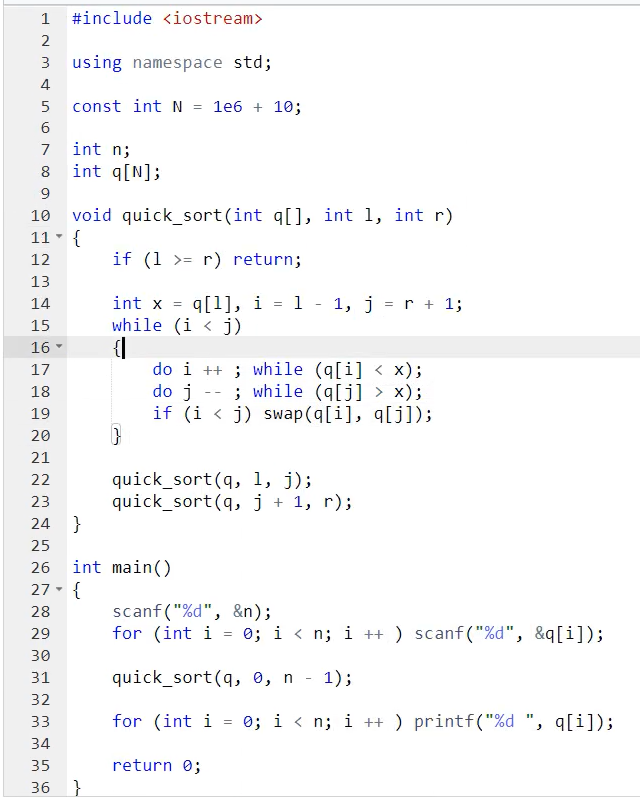 1 #include <iostream>
2
3 using namespace std;
4
5 const int N = 1e6 + 10;
6
7 int n;
8 int q[N];
9
10 void quick_sort(int q[], int l, int r)
11 {
12     if (l >= r) return;
13
14     int x = q[l], i = l - 1, j = r + 1;
15     while (i < j)
16     {
17         do i ++ ; while (q[i] < x);
18         do j -- ; while (q[j] > x);
19         if (i < j) swap(q[i], q[j]);
20     }
21
22     quick_sort(q, l, j);
23     quick_sort(q, j + 1, r);
24 }
25
26 int main()
27 {
28     scanf("%d", &n);
29     for (int i = 0; i < n; i ++ ) scanf("%d", &q[i]);
30
31     quick_sort(q, 0, n - 1);
32
33     for (int i = 0; i < n; i ++ ) printf("%d ", q[i]);
34
35     return 0;
36 }